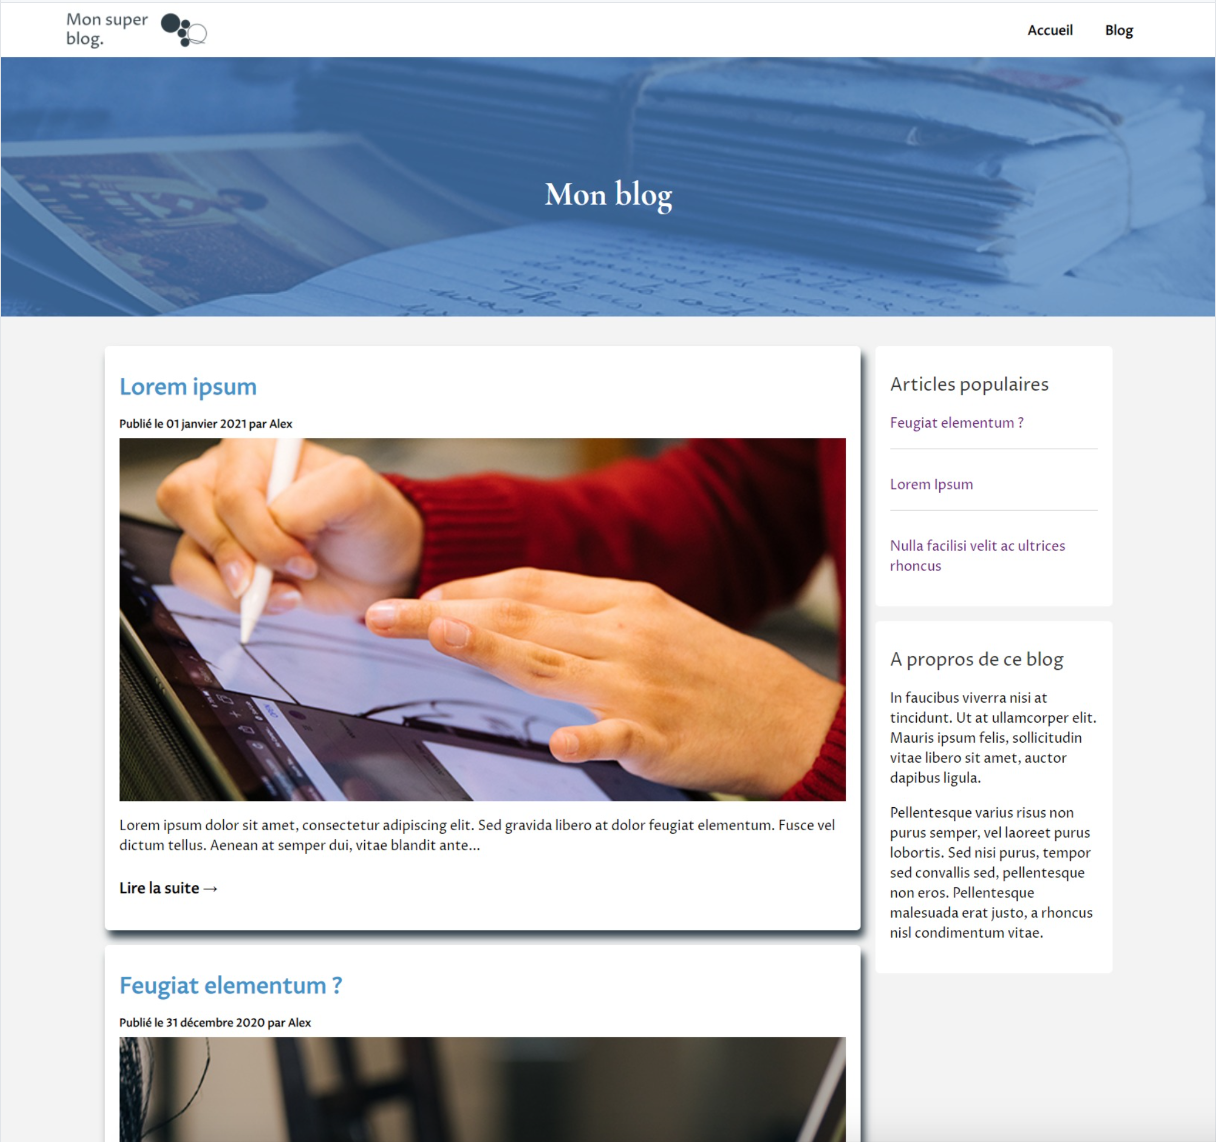 Mon super
blog.
Accueil Blog
Mon blog
Lorem ipsum
Publié le 01 janvier 2021 par Alex
Lorem ipsum dolor sit amet, consectetur adipiscing elit. Sed gravida libero at dolor feugiat elementum. Fusce vel
dictum tellus. Aenean at semper dui, vitae blandit ante...
Lire la suite →
Feugiat elementum ?
Publié le 31 décembre 2020 par Alex
Articles populaires
Feugiat elementum ?
Lorem Ipsum
Nulla facilisi velit ac ultrices
rhoncus
A propros de ce blog
In faucibus viverra nisi at
tincidunt. Ut at ullamcorper elit.
Mauris ipsum felis, sollicitudin
vitae libero sit amet, auctor
dapibus ligula.
Pellentesque varius risus non
purus semper, vel laoreet purus
lobortis. Sed nisi purus, tempor
sed convallis sed, pellentesque
non eros. Pellentesque
malesuada erat justo, a rhoncus
nisl condimentum vitae.